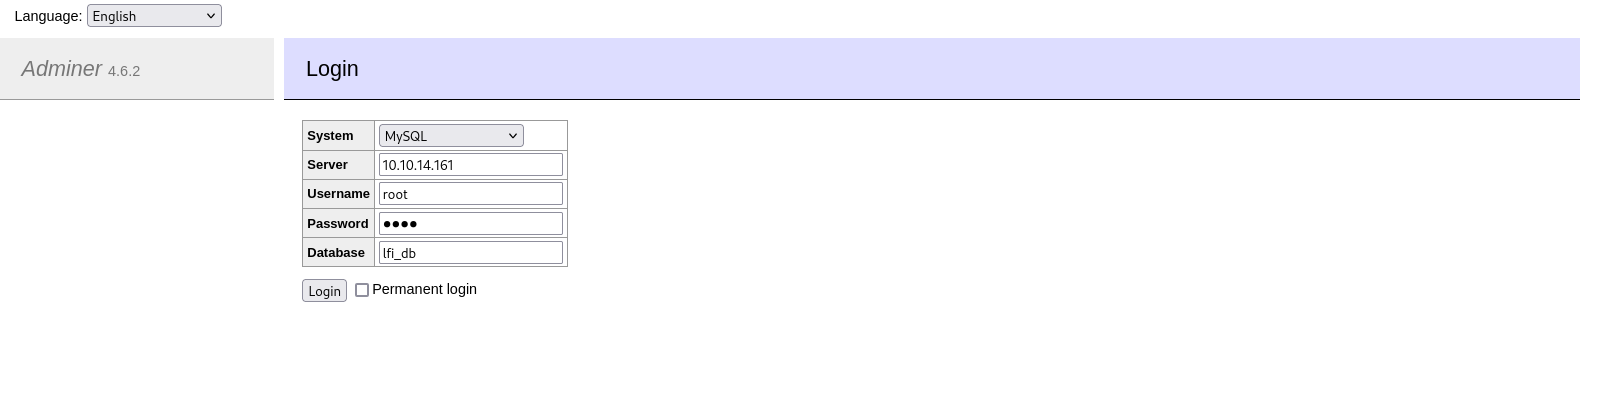 Language: English
Adminer 4.6.2
Login
System MySQL
Server 10.10.14.161
Username root
Password ●●●●
Database lfi_db
Login Permanent login